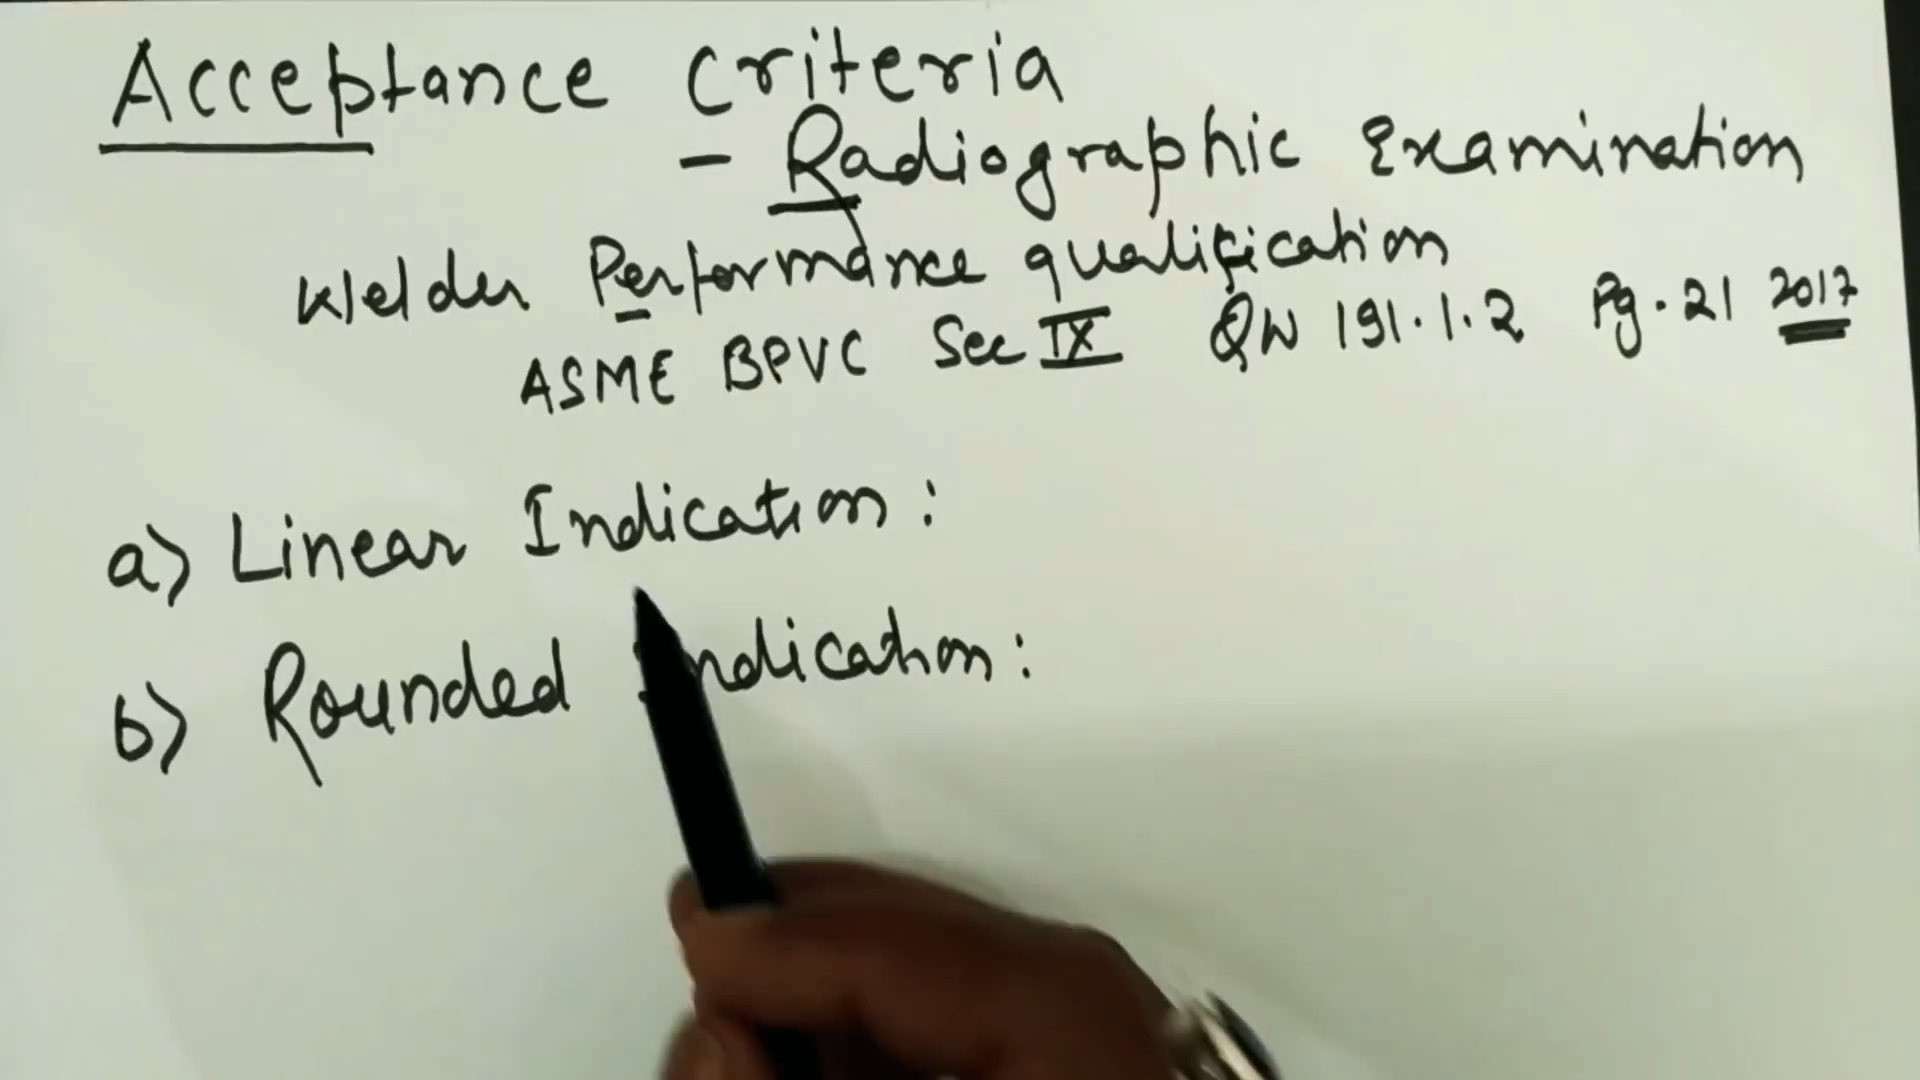 Acceptance criteria
- Radiographic Examination
Welder Performance qualification
ASME BPVC Sec IX QW 191.1.2 Pg. 21 2017
a) Linear Indication:
b) Rounded Indication: